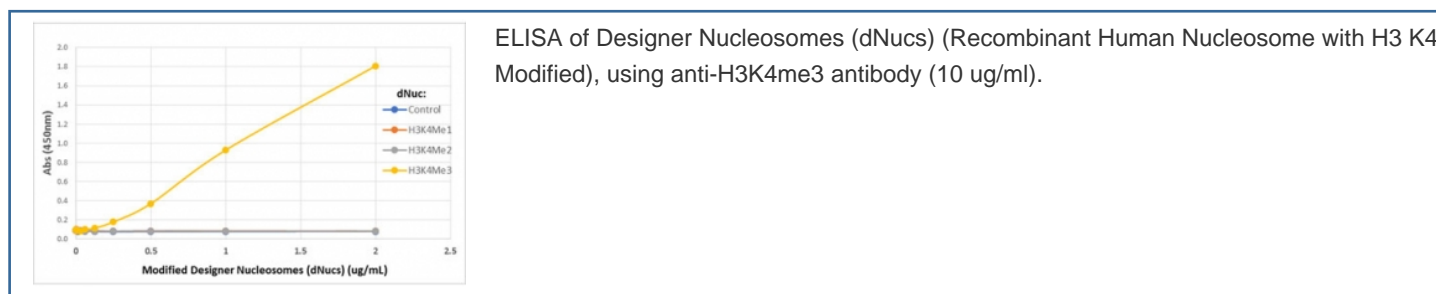 ELISA of Designer Nucleosomes (dNucs) (Recombinant Human Nucleosome with H3 K4
Modified), using anti-H3K4me3 antibody (10 ug/ml).
2.0
1.8
1.6
1.4
1.2
1.0
0.8
0.6
0.4
0.2
0.0
Abs (450nm)
dNuc:
Control
H3K4Me1
H3K4Me2
H3K4Me3
0 0.5 1 1.5 2 2.5
Modified Designer Nucleosomes (dNucs) (ug/mL)